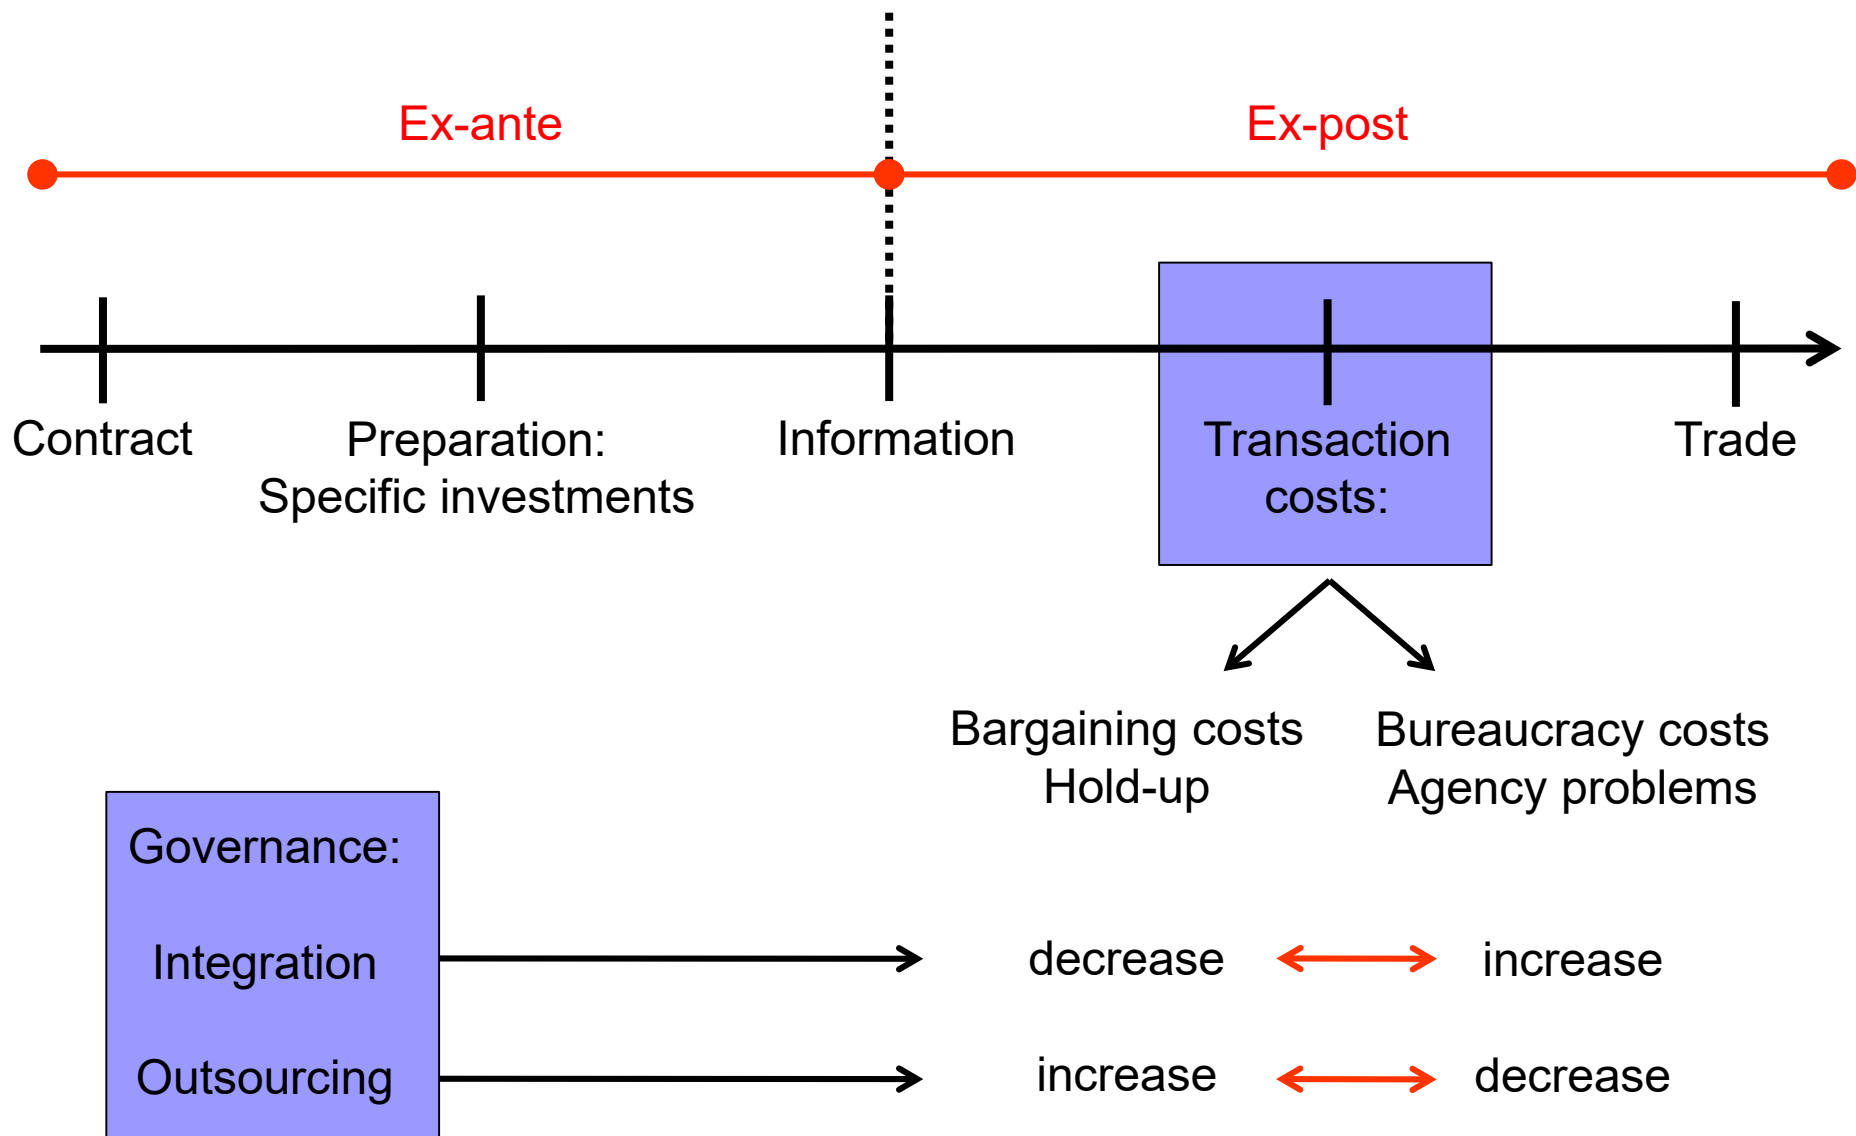 Ex-ante
Ex-post
Contract
Preparation:
Specific investments
Information
Transaction
costs:
Trade
Bargaining costs
Hold-up
Bureaucracy costs
Agency problems
Governance:
Integration
decrease
increase
Outsourcing
increase
decrease